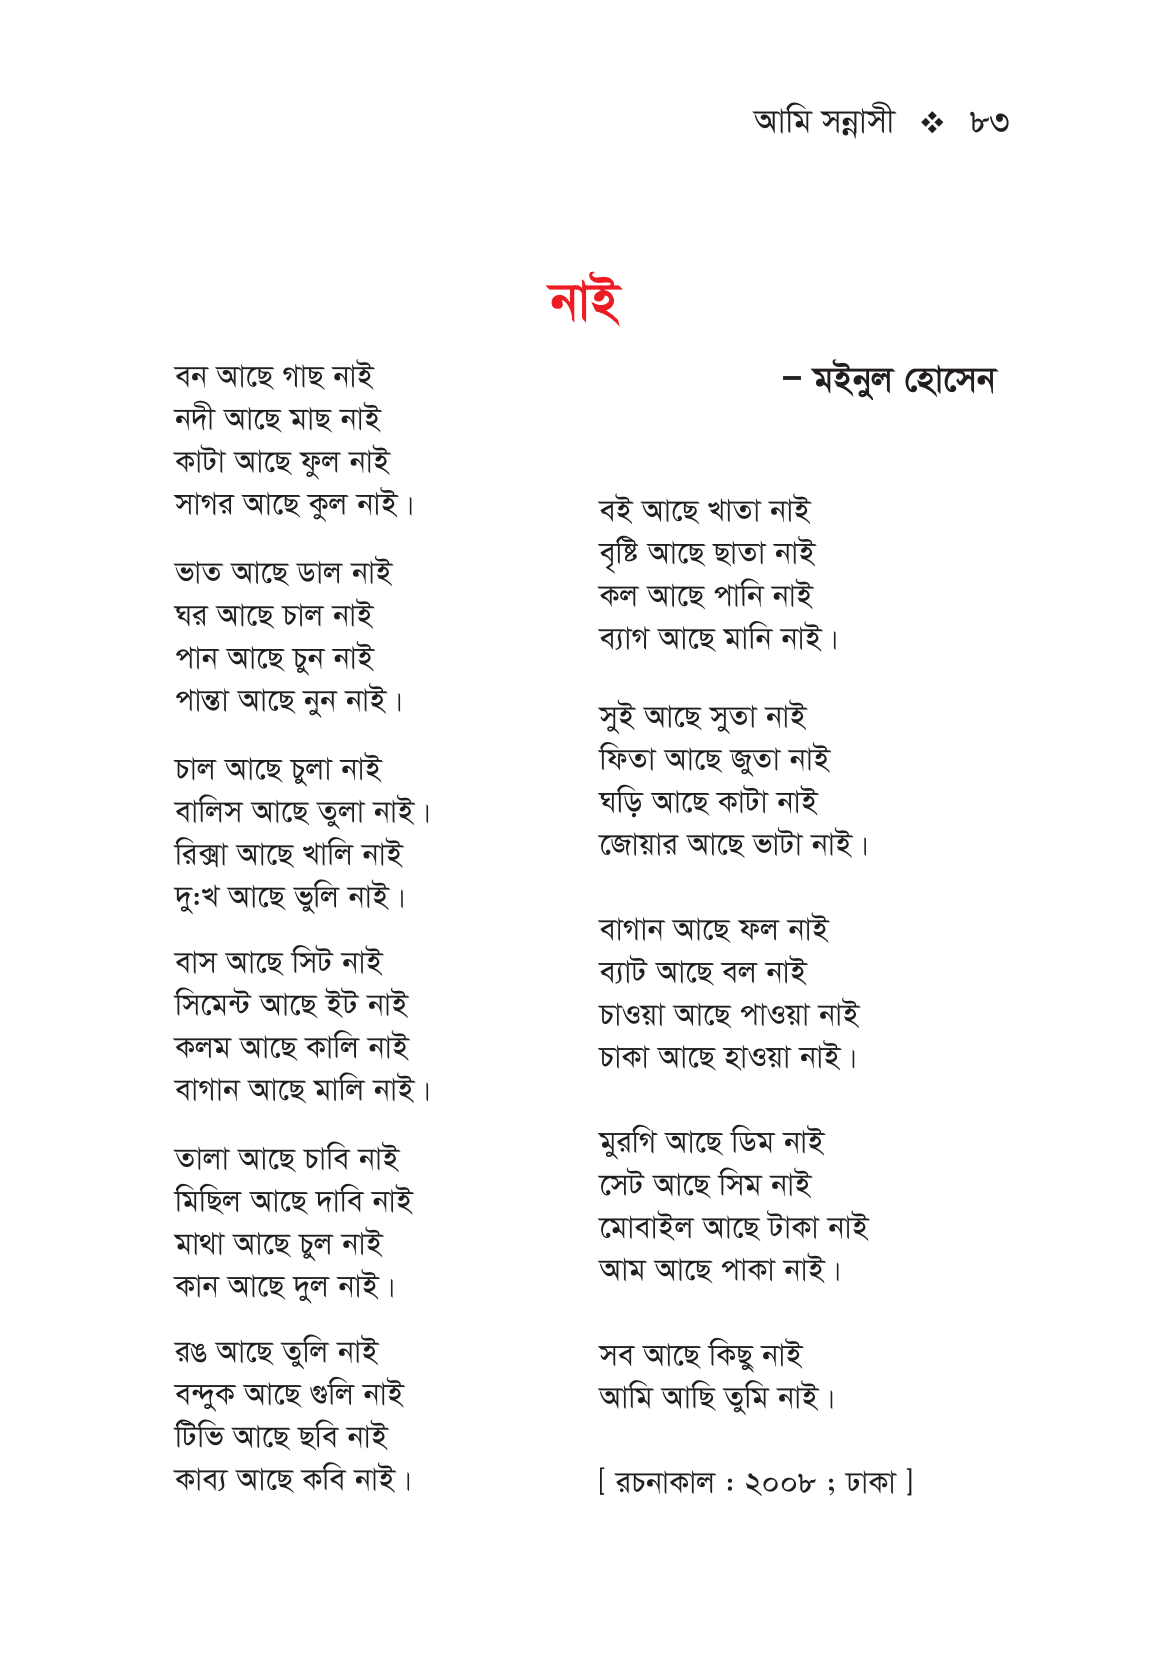 আমি সন্নাসী ❖ ৮৩
নাই
– মইনুল হোসেন
বন আছে গাছ নাই
নদী আছে মাছ নাই
কাটা আছে ফুল নাই
সাগর আছে কুল নাই।
ভাত আছে ডাল নাই
ঘর আছে চাল নাই
পান আছে চুন নাই
পান্তা আছে নুন নাই।
চাল আছে চুলা নাই
বালিস আছে তুলা নাই।
রিক্সা আছে খালি নাই
দু:খ আছে ভুলি নাই।
বাস আছে সিট নাই
সিমেন্ট আছে ইট নাই
কলম আছে কালি নাই
বাগান আছে মালি নাই।
তালা আছে চাবি নাই
মিছিল আছে দাবি নাই
মাথা আছে চুল নাই
কান আছে দুল নাই।
রঙ আছে তুলি নাই
বন্দুক আছে গুলি নাই
টিভি আছে ছবি নাই
কাব্য আছে কবি নাই।
বই আছে খাতা নাই
বৃষ্টি আছে ছাতা নাই
কল আছে পানি নাই
ব্যাগ আছে মানি নাই।
সুই আছে সুতা নাই
ফিতা আছে জুতা নাই
ঘড়ি আছে কাটা নাই
জোয়ার আছে ভাটা নাই।
বাগান আছে ফল নাই
ব্যাট আছে বল নাই
চাওয়া আছে পাওয়া নাই
চাকা আছে হাওয়া নাই।
মুরগি আছে ডিম নাই
সেট আছে সিম নাই
মোবাইল আছে টাকা নাই
আম আছে পাকা নাই।
সব আছে কিছু নাই
আমি আছি তুমি নাই।
[ রচনাকাল : ২০০৮ ; ঢাকা ]